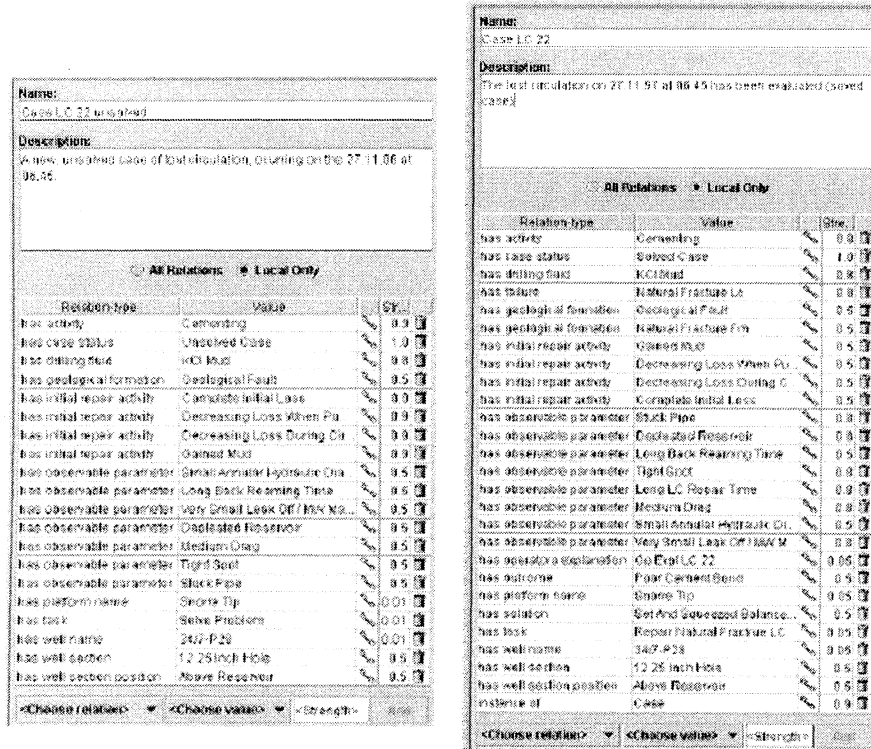 Name:
Case LC 22 unsolved
Description:
A new, unsolved case of lost circulation, occuring on the 27.11.06 at
06.45.
All Relations Local Only
Relation-type Value Str...
has activity Cementing 0.9
has case status Unsolved Case 1.0
has drilling fluid KCl Mud 0.8
has geological formation Geological Fault 0.5
has initial repair activity Complete Initial Loss 0.9
has initial repair activity Decreasing Loss When Pu 0.9
has initial repair activity Decreasing Loss During Cir 0.9
has initial repair activity Gained Mud 0.9
has observable parameter Small Annular Hydraulic Dia 0.5
has observable parameter Long Back Reaming Time 0.5
has observable parameter Very Small Leak Off / MW Ma... 0.5
has observable parameter Depleated Reservoir 0.5
has observable parameter Medium Drag 0.5
has observable parameter Tight Spot 0.5
has observable parameter Stuck Pipe 0.5
has platform name Snorre Tip 0.01
has task Solve Problem 0.01
has well name 34/7-P28 0.01
has well section 12.25 Inch Hole 0.5
has well section position Above Reservoir 0.5
<Choose relation> <Choose value> <Strength> Add
Name:
Case LC 22
Description:
The lost circulation on 27.11.97 at 06.45 has been evaluated (solved
case)
All Relations Local Only
Relation-type Value Stre...
has activity Cementing 0.9
has case status Solved Case 1.0
has drilling fluid KCl Mud 0.8
has failure Natural Fracture Lc 0.8
has geological formation Geological Fault 0.5
has geological formation Natural Fracture Fm 0.5
has initial repair activity Gained Mud 0.5
has initial repair activity Decreasing Loss When Pu... 0.5
has initial repair activity Decreasing Loss During C 0.5
has initial repair activity Complete Initial Loss 0.5
has observable parameter Stuck Pipe 0.8
has observable parameter Depleated Reservoir 0.8
has observable parameter Long Back Reaming Time 0.5
has observable parameter Tight Spot 0.8
has observable parameter Long LC Repair Time 0.8
has observable parameter Medium Drag 0.8
has observable parameter Small Annular Hydraulic Di... 0.5
has observable parameter Very Small Leak Off / MW M 0.8
has operators explanation Op Expl LC 22 0.05
has outcome Poor Cement Bond 0.5
has platform name Snorre Tip 0.05
has solution Set And Squeezed Balance... 0.5
has task Repair Natural Fracture LC 0.05
has well name 34/7-P28 0.05
has well section 12.25 Inch Hole 0.5
has well section position Above Reservoir 0.5
instance of Case 0.9
<Choose relation> <Choose value> <Strength> Add